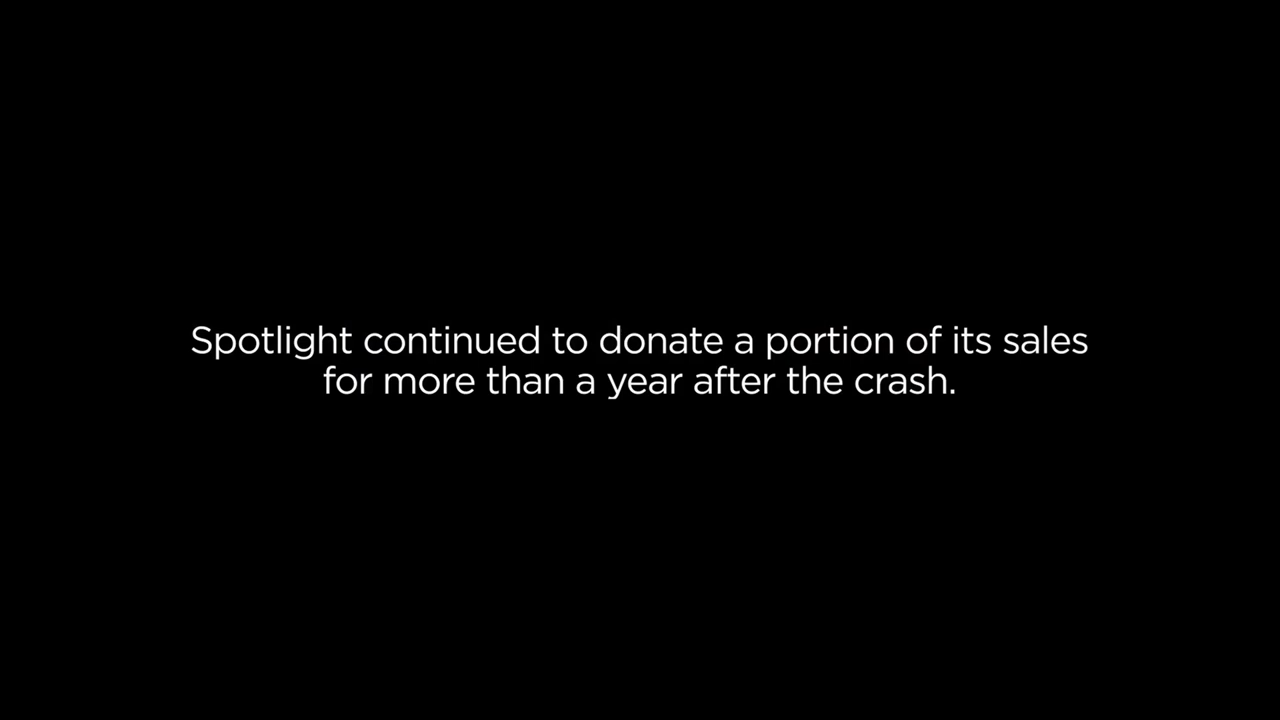 Spotlight continued to donate a portion of its sales
for more than a year after the crash.